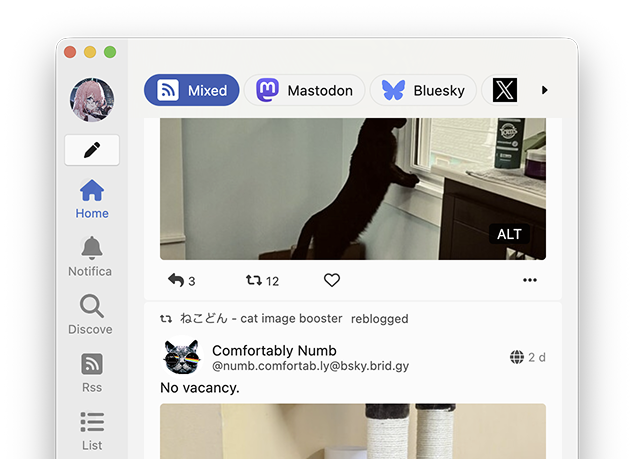 Mixed
Mastodon
Bluesky
Home
Notifica
Discove
Rss
List
ALT
3
12
ねこどん - cat image booster reblogged
Comfortably Numb
2 d
@numb.comfortab.ly@bsky.brid.gy
No vacancy.